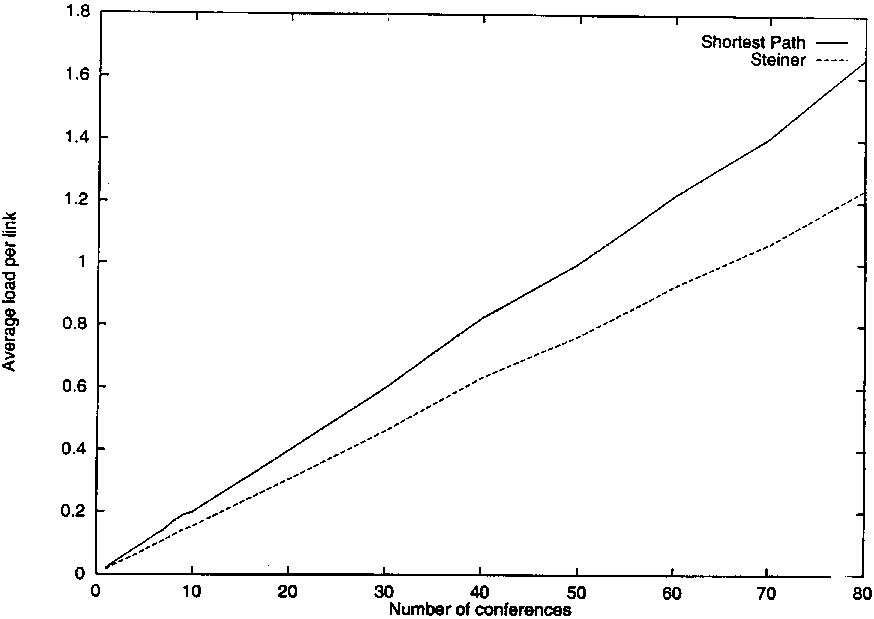 1.8
1.6
1.4
1.2
1
0.8
0.6
0.4
0.2
0
Average load per link
Shortest Path
Steiner
0 10 20 30 40 50 60 70 80
Number of conferences